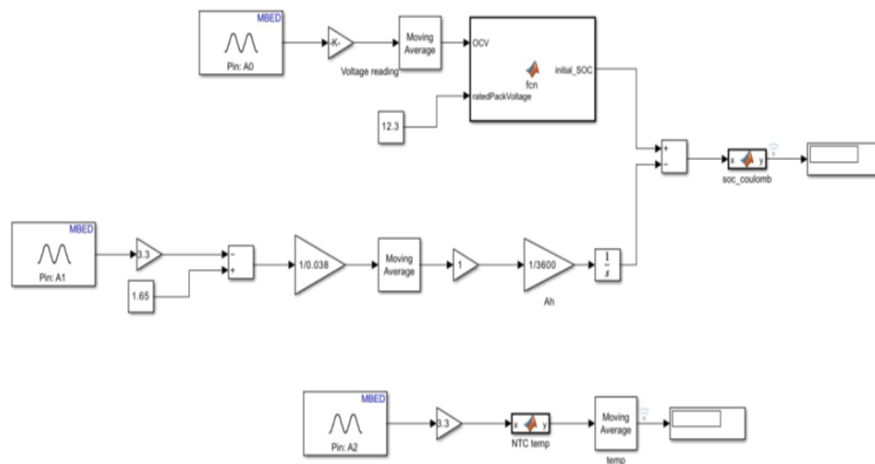 MBED
Pin: A0
-K-
Voltage reading
Moving
Average
OCV
ratedPackVoltage
fcn
initial_SOC
12.3
+
−
x y
soc_coulomb
MBED
Pin: A1
3.3
1.65
−
+
1/0.038
Moving
Average
1
1/3600
Ah
1
s
MBED
Pin: A2
3.3
x y
NTC temp
Moving
Average
temp